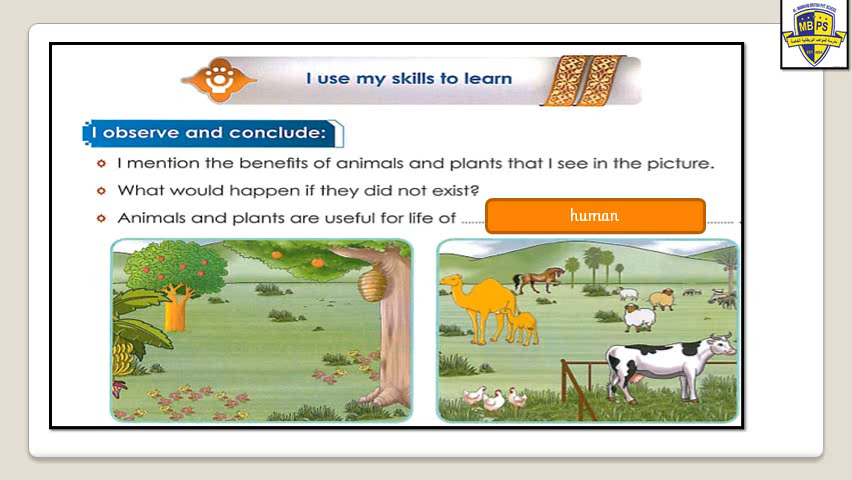 MBPS
I use my skills to learn
I observe and conclude:
I mention the benefits of animals and plants that I see in the picture.
What would happen if they did not exist?
Animals and plants are useful for life of ........ human ........ .